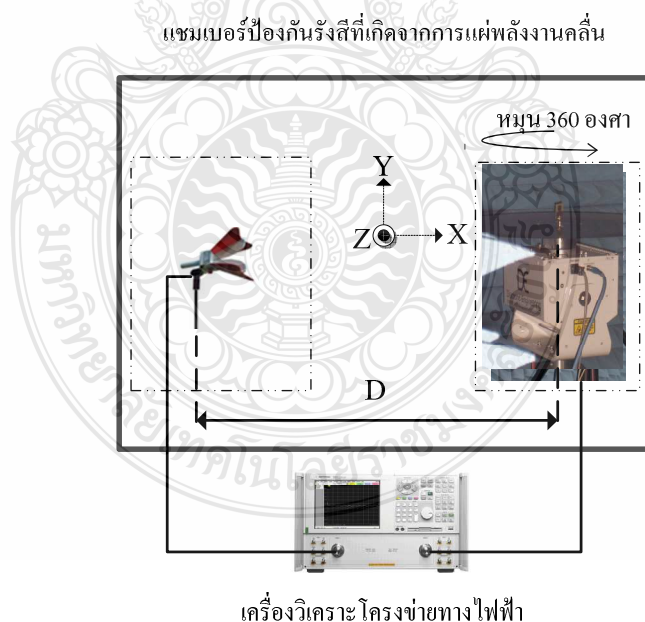 แชมเบอร์ป้องกันรังสีที่เกิดจากการแผ่พลังงานคลื่น
หมุน 360 องศา
Y
Z X
D
เครื่องวิเคราะโครงข่ายทางไฟฟ้า